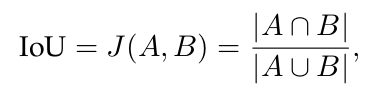 IoU = J(A, B) = |A ∩ B| / |A ∪ B|,